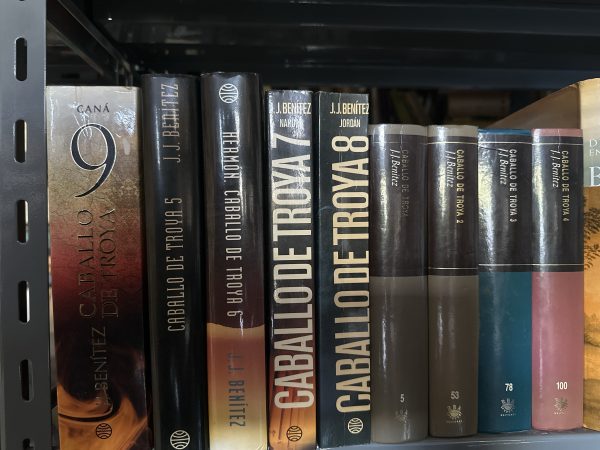 CANÁ
9
CABALLO
DE TROYA
J.J. BENÍTEZ
CABALLO DE TROYA 5
J.J. BENÍTEZ
HERMÓN. CABALLO DE TROYA 6
J.J. BENÍTEZ
J.J. BENÍTEZ
CABALLO DE TROYA 7
J.J. BENÍTEZ
JORDÁN
CABALLO DE TROYA 8
CABALLO DE TROYA
J.J. Benítez
5
CABALLO DE TROYA 2
J.J. Benítez
53
CABALLO DE TROYA 3
J.J. Benítez
78
CABALLO DE TROYA 4
J.J. Benítez
100